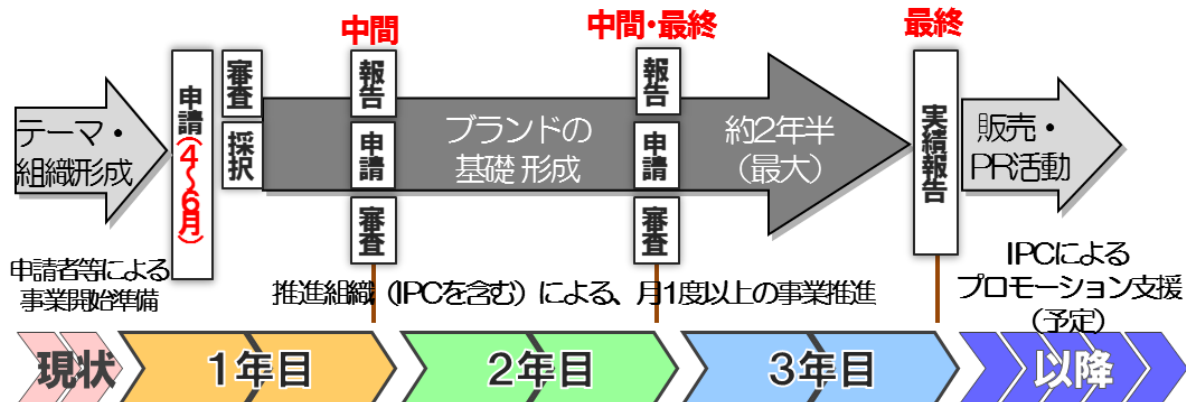 中間
中間・最終
最終
テーマ・
組織形成
申請(4~6月)
審査
採択
報告
申請
審査
ブランドの
基礎 形成
報告
申請
審査
約2年半
(最大)
実績報告
販売・
PR活動
申請者等による
事業開始準備
推進組織(IPCを含む)による、月1度以上の事業推進
IPCによる
プロモーション支援
(予定)
現状
1年目
2年目
3年目
以降